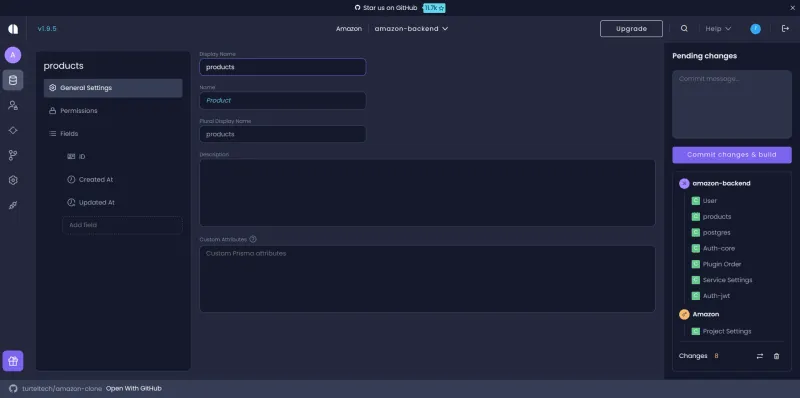 Star us on GitHub 11.7k
v1.9.5
Amazon
amazon-backend
Upgrade
Help
A
products
General Settings
Permissions
Fields
ID
Created At
Updated At
Add field
Display Name
products
Name
Product
Plural Display Name
products
Description
Custom Attributes
Custom Prisma attributes
Pending changes
Commit message...
Commit changes & build
amazon-backend
C User
C products
C postgres
C Auth-core
C Plugin Order
C Service Settings
C Auth-jwt
Amazon
C Project Settings
Changes 8
turteltech/amazon-clone Open With GitHub